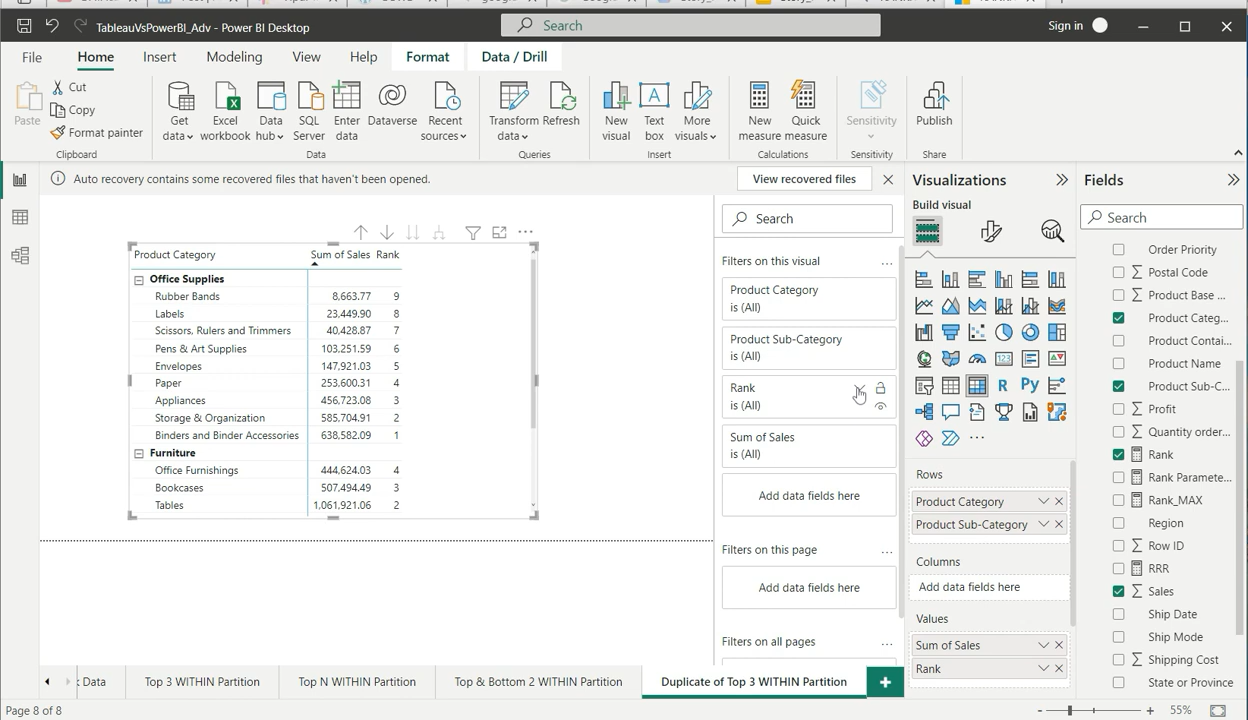 TableauVsPowerBI_Adv - Power BI Desktop
Search
Sign in
File Home Insert Modeling View Help Format Data / Drill
Paste
Cut
Copy
Format painter
Clipboard
Get data
Excel workbook
Data hub
SQL Server
Enter data
Dataverse
Recent sources
Data
Transform data
Refresh
Queries
New visual
Text box
More visuals
Insert
New measure
Quick measure
Calculations
Sensitivity
Sensitivity
Publish
Share
Auto recovery contains some recovered files that haven't been opened.
View recovered files
Product Category Sum of Sales Rank
Office Supplies
Rubber Bands 8,663.77 9
Labels 23,449.90 8
Scissors, Rulers and Trimmers 40,428.87 7
Pens & Art Supplies 103,251.59 6
Envelopes 147,921.03 5
Paper 253,600.31 4
Appliances 456,723.08 3
Storage & Organization 585,704.91 2
Binders and Binder Accessories 638,582.09 1
Furniture
Office Furnishings 444,624.03 4
Bookcases 507,494.49 3
Tables 1,061,921.06 2
Search
Filters on this visual ...
Product Category
is (All)
Product Sub-Category
is (All)
Rank
is (All)
Sum of Sales
is (All)
Add data fields here
Filters on this page ...
Add data fields here
Filters on all pages ...
Visualizations
Build visual
R Py
...
Rows
Product Category
Product Sub-Category
Columns
Add data fields here
Values
Sum of Sales
Rank
Fields
Search
Order Priority
Postal Code
Product Base ...
Product Categ...
Product Contai...
Product Name
Product Sub-C...
Profit
Quantity order...
Rank
Rank Paramete...
Rank_MAX
Region
Row ID
RRR
Sales
Ship Date
Ship Mode
Shipping Cost
State or Province
Data
Top 3 WITHIN Partition
Top N WITHIN Partition
Top & Bottom 2 WITHIN Partition
Duplicate of Top 3 WITHIN Partition
Page 8 of 8
55%